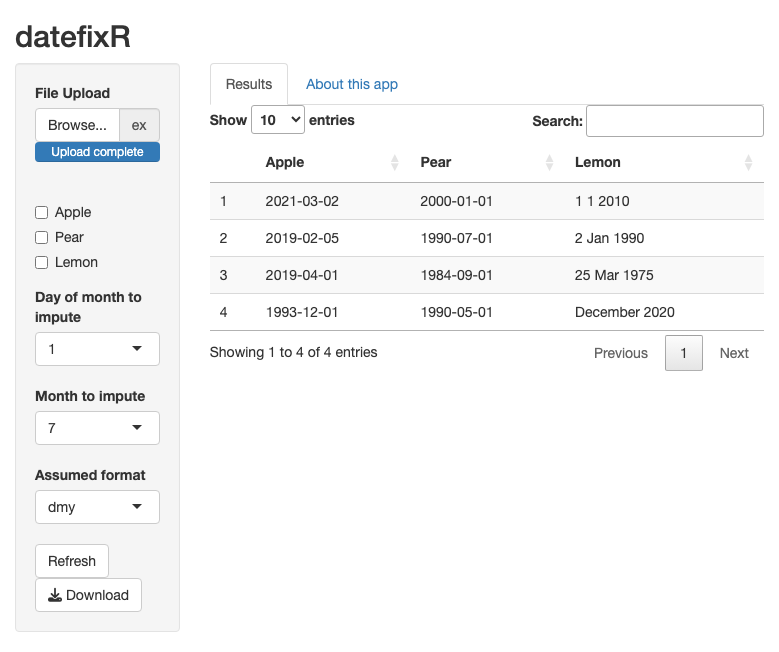 datefixR
File Upload
Browse... ex
Upload complete
Apple
Pear
Lemon
Day of month to
impute
1
Month to impute
7
Assumed format
dmy
Refresh
Download
Results About this app
Show 10 entries Search:
Apple Pear Lemon
1 2021-03-02 2000-01-01 1 1 2010
2 2019-02-05 1990-07-01 2 Jan 1990
3 2019-04-01 1984-09-01 25 Mar 1975
4 1993-12-01 1990-05-01 December 2020
Showing 1 to 4 of 4 entries Previous 1 Next